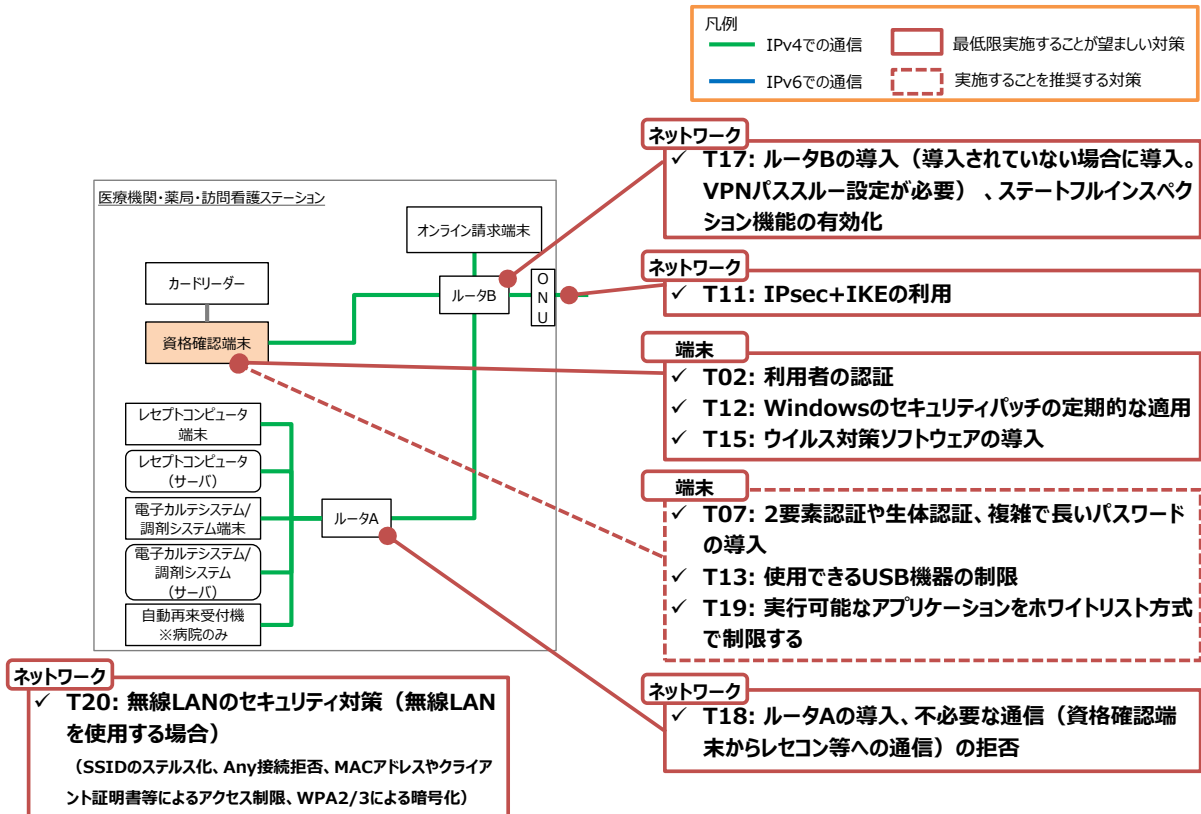 凡例
IPv4での通信
最低限実施することが望ましい対策
IPv6での通信
実施することを推奨する対策
ネットワーク
✓ T17: ルータBの導入（導入されていない場合に導入。
VPNパススルー設定が必要） 、ステートフルインスペク
ション機能の有効化
医療機関・薬局・訪問看護ステーション
オンライン請求端末
カードリーダー
ルータB
O
N
U
資格確認端末
ネットワーク
✓ T11: IPsec+IKEの利用
端末
✓ T02: 利用者の認証
✓ T12: Windowsのセキュリティパッチの定期的な適用
✓ T15: ウイルス対策ソフトウェアの導入
レセプトコンピュータ
端末
レセプトコンピュータ
(サーバ)
電子カルテシステム/
調剤システム端末
ルータA
電子カルテシステム/
調剤システム
(サーバ)
自動再来受付機
※病院のみ
端末
✓ T07: 2要素認証や生体認証、複雑で長いパスワード
の導入
✓ T13: 使用できるUSB機器の制限
✓ T19: 実行可能なアプリケーションをホワイトリスト方式
で制限する
ネットワーク
✓ T20: 無線LANのセキュリティ対策（無線LAN
を使用する場合）
（SSIDのステルス化、Any接続拒否、MACアドレスやクライア
ント証明書等によるアクセス制限、WPA2/3による暗号化）
ネットワーク
✓ T18: ルータAの導入、不必要な通信（資格確認端
末からレセコン等への通信）の拒否